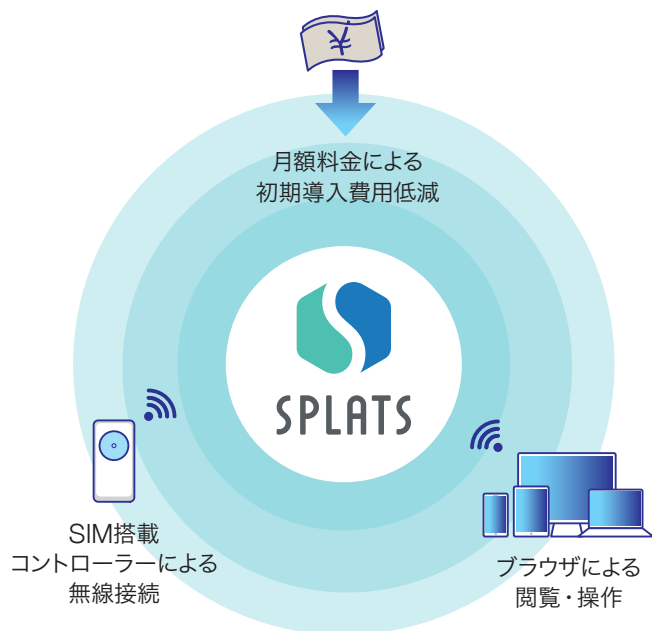 ¥
月額料金による
初期導入費用低減
SPLATS
SIM搭載
コントローラーによる
無線接続
ブラウザによる
閲覧・操作